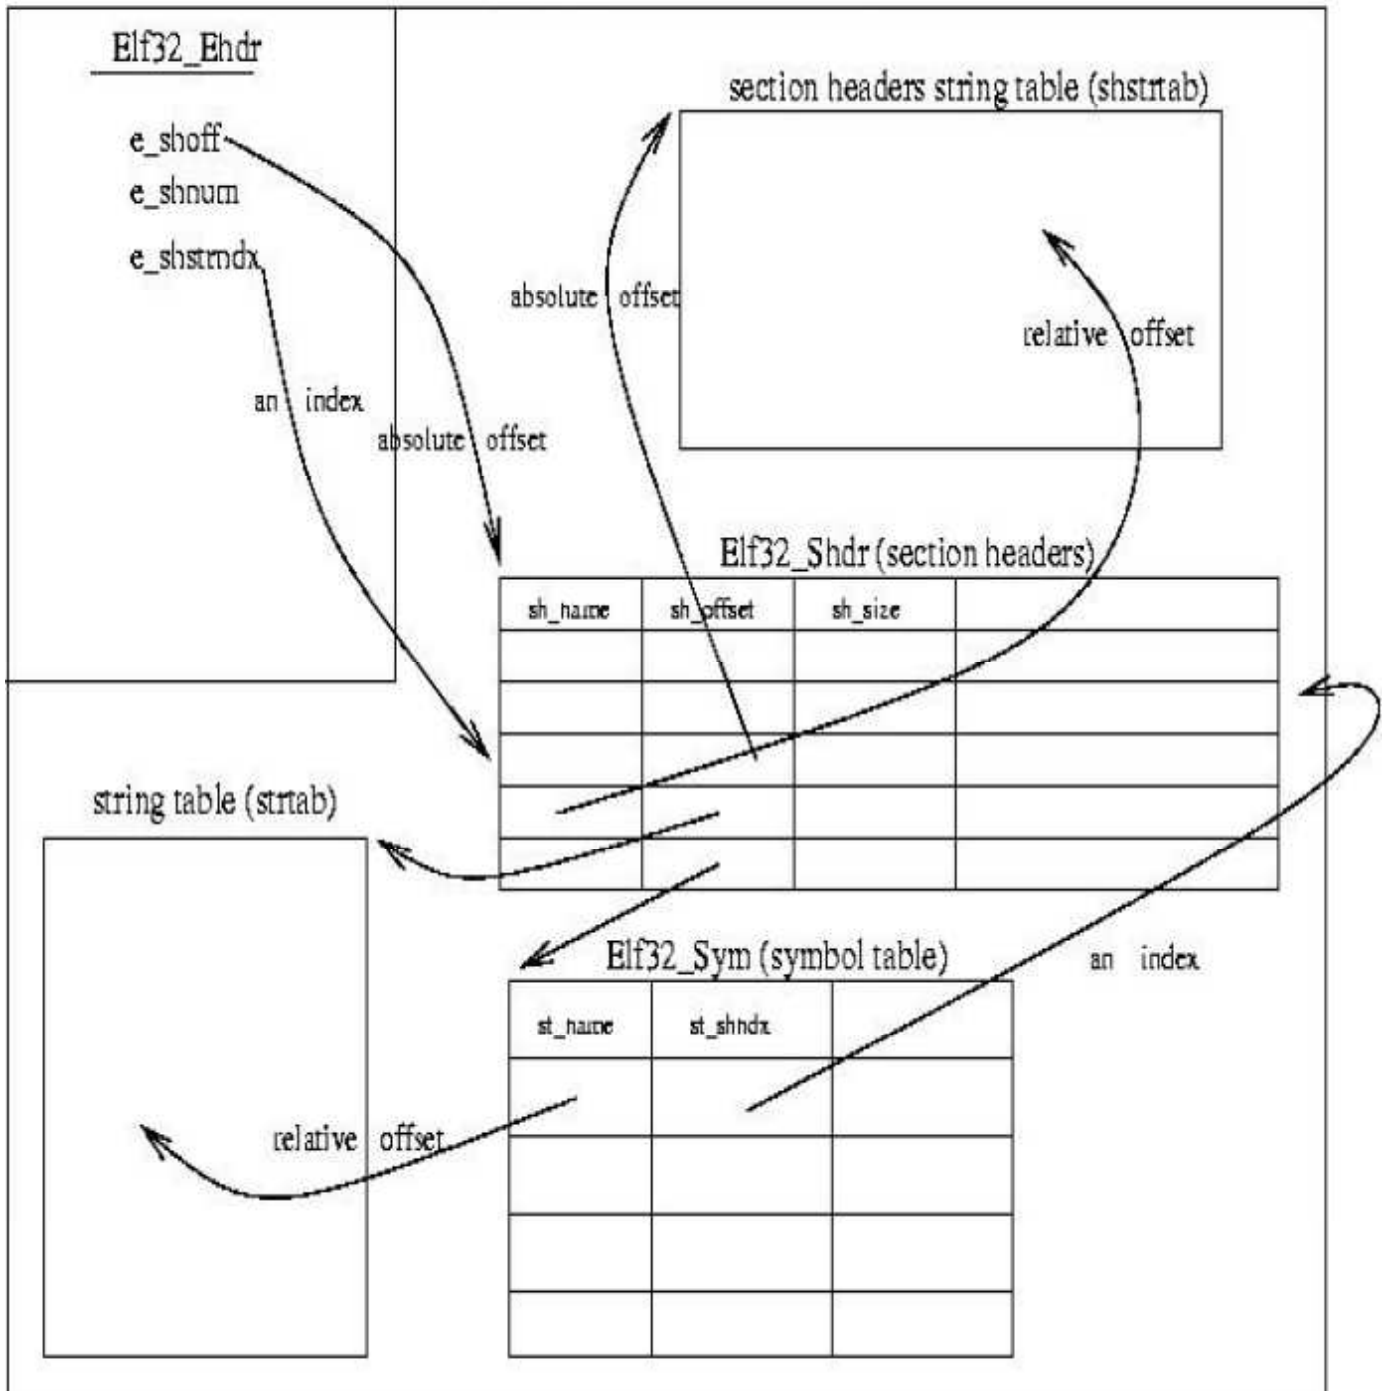 Elf32_Ehdr
e_shoff
e_shnum
e_shstrndx
section headers string table (shstrtab)
absolute offset
relative offset
an index
absolute offset
Elf32_Shdr (section headers)
sh_name sh_offset sh_size
string table (strtab)
Elf32_Sym (symbol table)
an index
st_name st_shndx
relative offset